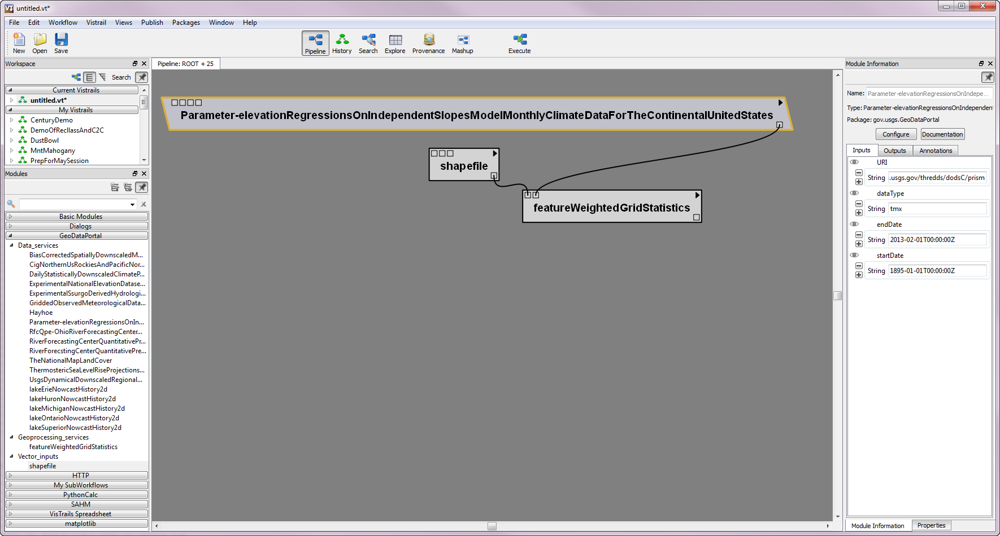 untitled.vt*
File Edit Workflow Vistrail Views Publish Packages Window Help
New Open Save Pipeline History Search Explore Provenance Mashup Execute
Workspace
Search
Current Vistrails
untitled.vt*
My Vistrails
CenturyDemo
DemoOfRecllassAndC2C
DustBowl
MntMahogany
PrepForMaySession
Modules
Basic Modules
Dialogs
GeoDataPortal
Data_services
BiasCorrectedSpatiallyDownscaledM...
CigNorthernUsRockiesAndPacificNor...
DailyStatisticallyDownscaledClimateP...
ExperimentalNationalElevationDatase...
ExperimentalSsurgoDerivedHydrologi...
GriddedObservedMeteorologicalData...
Hayhoe
Parameter-elevationRegressionsOnIn...
RfcQpe-OhioRiverForecastingCenter...
RiverForecastingCenterQuantitativePr...
RiverForecstingCenterQuantitativePre...
TheNationalMapLandCover
ThermostericSeaLevelRiseProjections...
UsgsDynamicalDownscaledRegional...
lakeErieNowcastHistory2d
lakeHuronNowcastHistory2d
lakeMichiganNowcastHistory2d
lakeOntarioNowcastHistory2d
lakeSuperiorNowcastHistory2d
Geoprocessing_services
featureWeightedGridStatistics
Vector_inputs
shapefile
HTTP
My SubWorkflows
PythonCalc
SAHM
VisTrails Spreadsheet
matplotlib
Pipeline: ROOT + 25
Parameter-elevationRegressionsOnIndependentSlopesModelMonthlyClimateDataForTheContinentalUnitedStates
shapefile
featureWeightedGridStatistics
Module Information
Name: Parameter-elevationRegressionsOnIndepe...
Type: Parameter-elevationRegressionsOnIndependent
Package: gov.usgs.GeoDataPortal
Configure Documentation
Inputs Outputs Annotations
URI
String .usgs.gov/thredds/dodsC/prism
dataType
String tmx
endDate
String 2013-02-01T00:00:00Z
startDate
String 1895-01-01T00:00:00Z
Module Information Properties